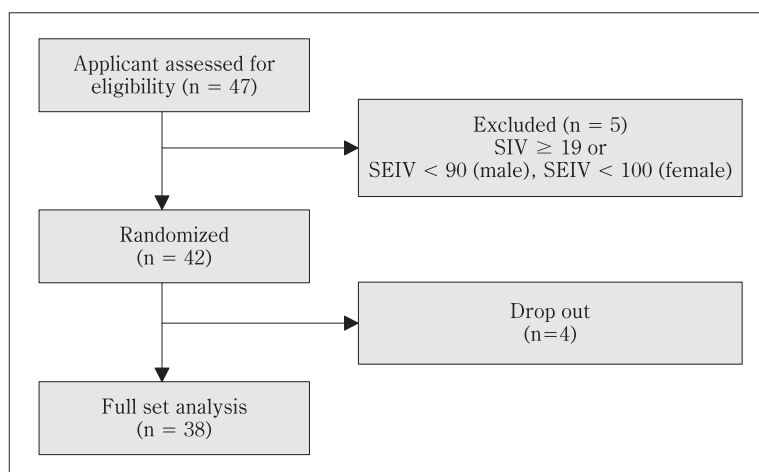 Applicant assessed for
eligibility (n = 47)
Excluded (n = 5)
SIV ≥ 19 or
SEIV < 90 (male), SEIV < 100 (female)
Randomized
(n = 42)
Drop out
(n=4)
Full set analysis
(n = 38)